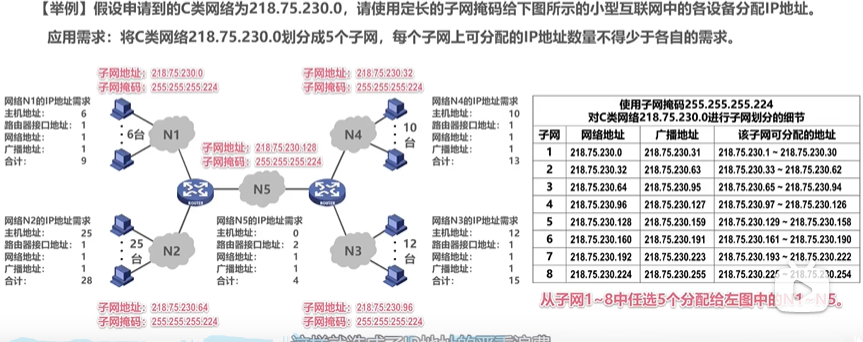 【举例】假设申请到的C类网络为218.75.230.0，请使用定长的子网掩码给下图所示的小型互联网中的各设备分配IP地址。
应用需求：将C类网络218.75.230.0划分成5个子网，每个子网上可分配的IP地址数量不得少于各自的需求。
子网地址：218:75:230:0
子网掩码：255:255:255:224
子网地址：218:75:230:32
子网掩码：255:255:255:224
网络N1的IP地址需求
主机地址： 6
路由器接口地址： 1
网络地址： 1
广播地址： 1
合计： 9
6台
N1
N4
10
台
网络N4的IP地址需求
主机地址： 10
路由器接口地址： 1
网络地址： 1
广播地址： 1
合计： 13
子网地址：218:75:230:128
子网掩码：255:255:255:224
N5
ROUTER
ROUTER
网络N2的IP地址需求
主机地址： 25
路由器接口地址： 1
网络地址： 1
广播地址： 1
合计： 28
25
台
N2
网络N5的IP地址需求
主机地址： 0
路由器接口地址： 2
网络地址： 1
广播地址： 1
合计： 4
N3
12
台
网络N3的IP地址需求
主机地址： 12
路由器接口地址： 1
网络地址： 1
广播地址： 1
合计： 15
子网地址：218:75:230:64
子网掩码：255:255:255:224
子网地址：218:75:230:96
子网掩码：255:255:255:224
使用子网掩码255.255.255.224
对C类网络218.75.230.0进行子网划分的细节
子网 网络地址 广播地址 该子网可分配的地址
1 218.75.230.0 218.75.230.31 218.75.230.1 ~ 218.75.230.30
2 218.75.230.32 218.75.230.63 218.75.230.33 ~ 218.75.230.62
3 218.75.230.64 218.75.230.95 218.75.230.65 ~ 218.75.230.94
4 218.75.230.96 218.75.230.127 218.75.230.97 ~ 218.75.230.126
5 218.75.230.128 218.75.230.159 218.75.230.129 ~ 218.75.230.158
6 218.75.230.160 218.75.230.191 218.75.230.161 ~ 218.75.230.190
7 218.75.230.192 218.75.230.223 218.75.230.193 ~ 218.75.230.222
8 218.75.230.224 218.75.230.255 218.75.230.225 ~ 218.75.230.254
从子网1~8中任选5个分配给左图中的N1~N5。
这样就造成了IP地址的严重浪费